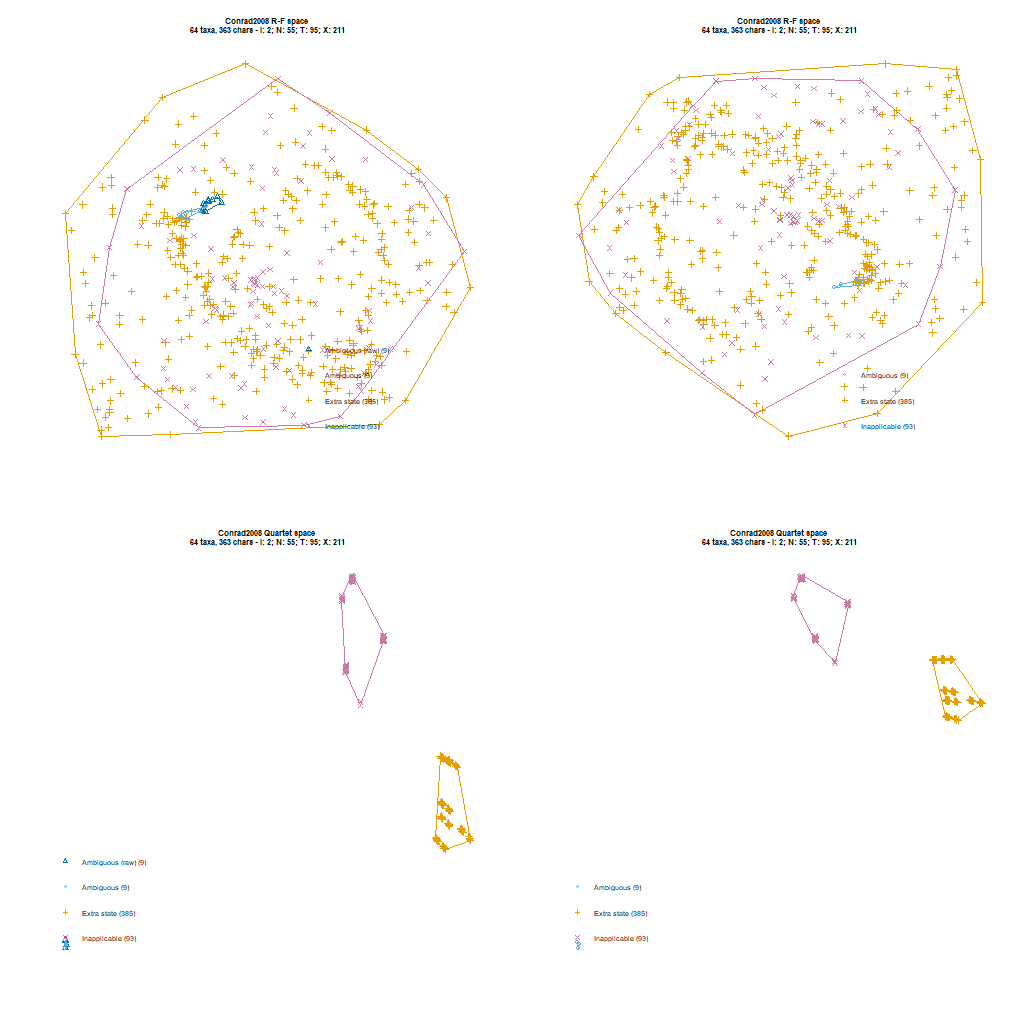 Conrad2008 R-F space
64 taxa, 363 chars - I: 2; N: 55; T: 95; X: 211
Ambiguous (raw) (9)
Ambiguous (9)
Extra state (385)
Inapplicable (93)
Conrad2008 R-F space
64 taxa, 363 chars - I: 2; N: 55; T: 95; X: 211
Ambiguous (9)
Extra state (385)
Inapplicable (93)
Conrad2008 Quartet space
64 taxa, 363 chars - I: 2; N: 55; T: 95; X: 211
Ambiguous (raw) (9)
Ambiguous (9)
Extra state (385)
Inapplicable (93)
Conrad2008 Quartet space
64 taxa, 363 chars - I: 2; N: 55; T: 95; X: 211
Ambiguous (9)
Extra state (385)
Inapplicable (93)